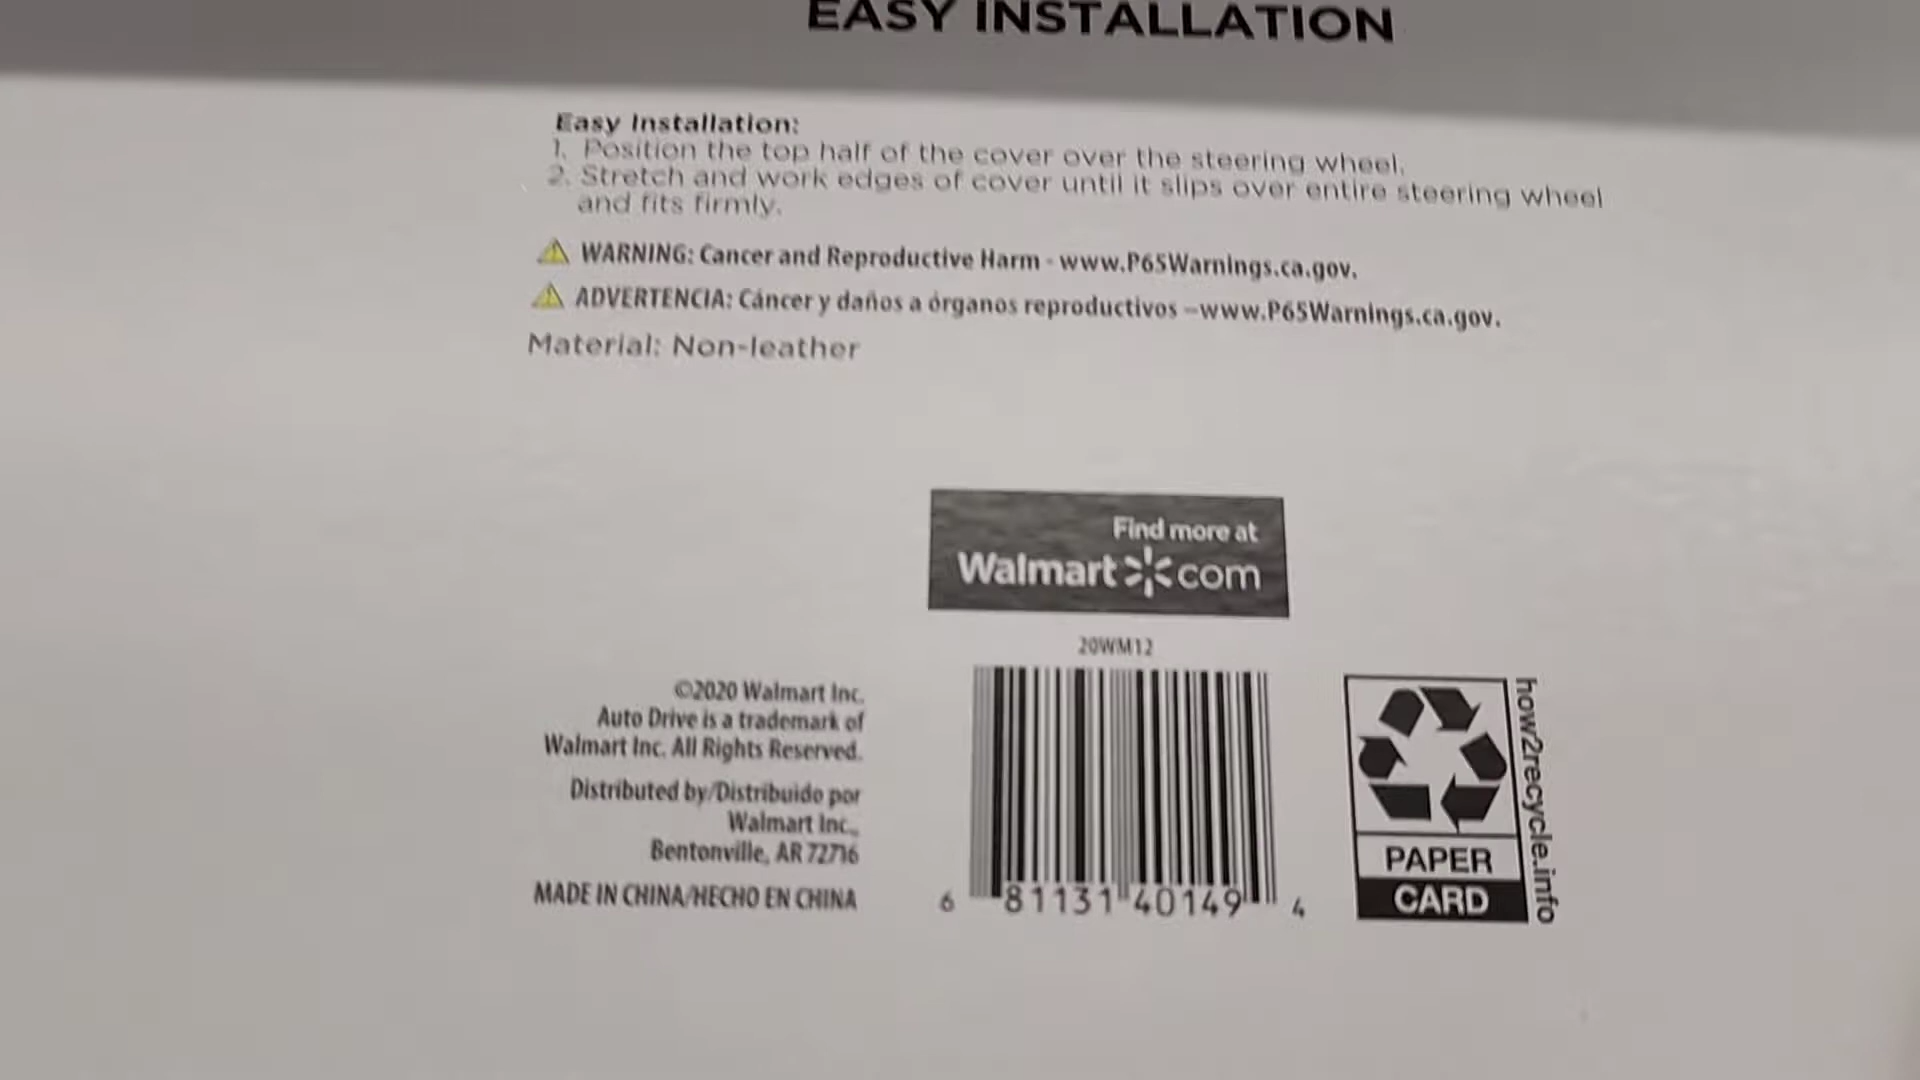 EASY INSTALLATION
Easy Installation:
1. Position the top half of the cover over the steering wheel.
2. Stretch and work edges of cover until it slips over entire steering wheel
and fits firmly.
WARNING: Cancer and Reproductive Harm - www.P65Warnings.ca.gov.
ADVERTENCIA: Cáncer y daños a órganos reproductivos –www.P65Warnings.ca.gov.
Material: Non-leather
Find more at
Walmart com
20WM12
©2020 Walmart Inc.
Auto Drive is a trademark of
Walmart Inc. All Rights Reserved.
Distributed by/Distribuido por
Walmart Inc.,
Bentonville, AR 72716
MADE IN CHINA/HECHO EN CHINA
6 81131 40149 4
PAPER
CARD
how2recycle.info